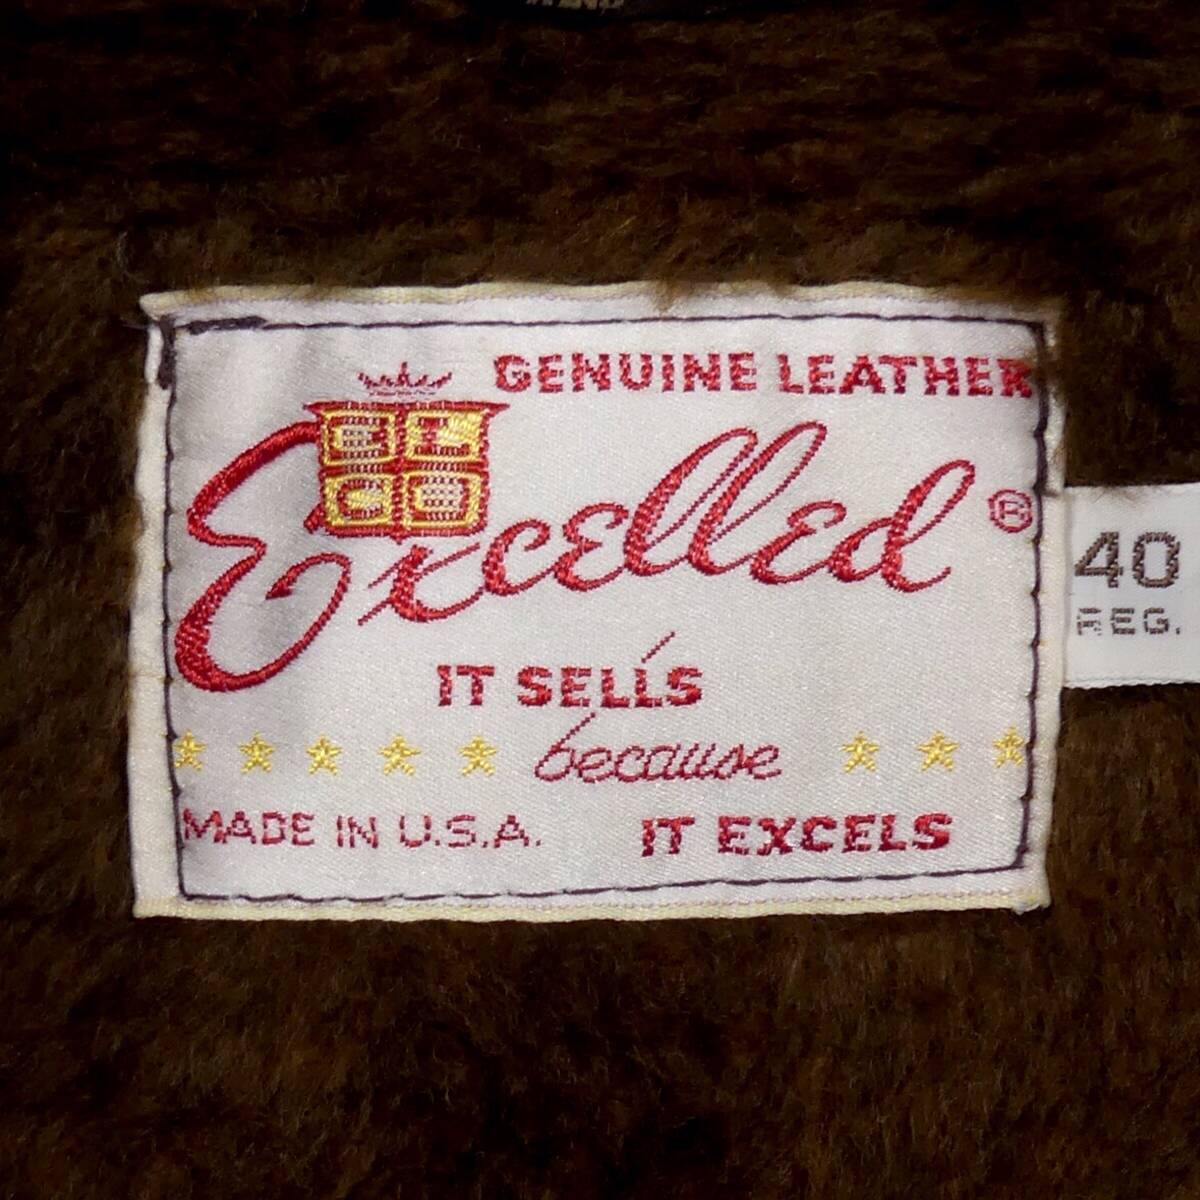 GENUINE LEATHER
Excelled ®
40
REG.
IT SELLS
because
MADE IN U.S.A. IT EXCELS